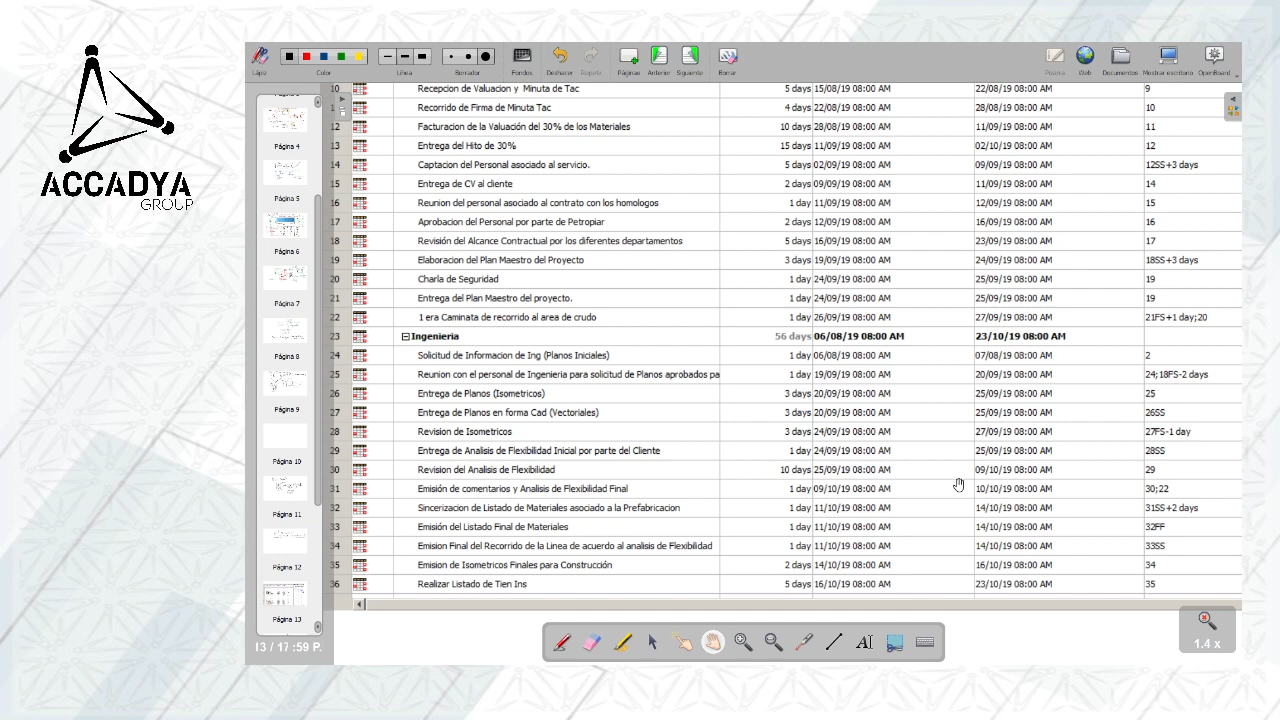 ACCADYA
GROUP
Lápiz Color Línea Borrador Fondos Deshacer Repetir Páginas Anterior Siguiente Borrar Pizarra Web Documentos Mostrar escritorio OpenBoard
Página 4
Página 5
Página 6
Página 7
Página 8
Página 9
Página 10
Página 11
Página 12
Página 13
10 Recepcion de Valuacion y Minuta de Tac 5 days 15/08/19 08:00 AM 22/08/19 08:00 AM 9
1 Recorrido de Firma de Minuta Tac 4 days 22/08/19 08:00 AM 28/08/19 08:00 AM 10
12 Facturacion de la Valuación del 30% de los Materiales 10 days 28/08/19 08:00 AM 11/09/19 08:00 AM 11
13 Entrega del Hito de 30% 15 days 11/09/19 08:00 AM 02/10/19 08:00 AM 12
14 Captacion del Personal asociado al servicio. 5 days 02/09/19 08:00 AM 09/09/19 08:00 AM 12SS+3 days
15 Entrega de CV al cliente 2 days 09/09/19 08:00 AM 11/09/19 08:00 AM 14
16 Reunion del personal asociado al contrato con los homologos 1 day 11/09/19 08:00 AM 12/09/19 08:00 AM 15
17 Aprobacion del Personal por parte de Petropiar 2 days 12/09/19 08:00 AM 16/09/19 08:00 AM 16
18 Revisión del Alcance Contractual por los diferentes departamentos 5 days 16/09/19 08:00 AM 23/09/19 08:00 AM 17
19 Elaboracion del Plan Maestro del Proyecto 3 days 19/09/19 08:00 AM 24/09/19 08:00 AM 18SS+3 days
20 Charla de Seguridad 1 day 24/09/19 08:00 AM 25/09/19 08:00 AM 19
21 Entrega del Plan Maestro del proyecto. 1 day 24/09/19 08:00 AM 25/09/19 08:00 AM 19
22 1 era Caminata de recorrido al area de crudo 1 day 26/09/19 08:00 AM 27/09/19 08:00 AM 21FS+1 day;20
23 Ingenieria 56 days 06/08/19 08:00 AM 23/10/19 08:00 AM
24 Solicitud de Informacion de Ing (Planos Iniciales) 1 day 06/08/19 08:00 AM 07/08/19 08:00 AM 2
25 Reunion con el personal de Ingenieria para solicitud de Planos aprobados pa 1 day 19/09/19 08:00 AM 20/09/19 08:00 AM 24;18FS-2 days
26 Entrega de Planos (Isometricos) 3 days 20/09/19 08:00 AM 25/09/19 08:00 AM 25
27 Entrega de Planos en forma Cad (Vectoriales) 3 days 20/09/19 08:00 AM 25/09/19 08:00 AM 26SS
28 Revision de Isometricos 3 days 24/09/19 08:00 AM 27/09/19 08:00 AM 27FS-1 day
29 Entrega de Analisis de Flexibilidad Inicial por parte del Cliente 1 day 24/09/19 08:00 AM 25/09/19 08:00 AM 28SS
30 Revision del Analisis de Flexibilidad 10 days 25/09/19 08:00 AM 09/10/19 08:00 AM 29
31 Emisión de comentarios y Analisis de Flexibilidad Final day 09/10/19 08:00 AM 10/10/19 08:00 AM 30;22
32 Sincerizacion de Listado de Materiales asociado a la Prefabricacion 1 day 11/10/19 08:00 AM 14/10/19 08:00 AM 31SS+2 days
33 Emisión del Listado Final de Materiales 1 day 11/10/19 08:00 AM 14/10/19 08:00 AM 32FF
34 Emision Final del Recorrido de la Linea de acuerdo al analisis de Flexibilidad 1 day 11/10/19 08:00 AM 14/10/19 08:00 AM 33SS
35 Emision de Isometricos Finales para Construcción 2 days 14/10/19 08:00 AM 16/10/19 08:00 AM 34
36 Realizar Listado de Tien Ins 5 days 16/10/19 08:00 AM 23/10/19 08:00 AM 35
13 / 17 :59 P.
1.4 x